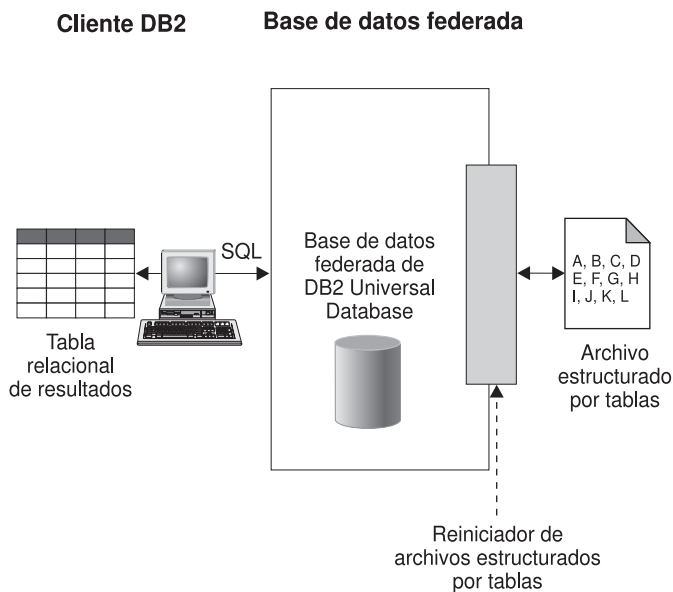 Cliente DB2
Base de datos federada
SQL
Base de datos
federada de
DB2 Universal
Database
A, B, C, D
E, F, G, H
I, J, K, L
Tabla
relacional
de resultados
Archivo
estructurado
por tablas
Reiniciador de
archivos estructurados
por tablas